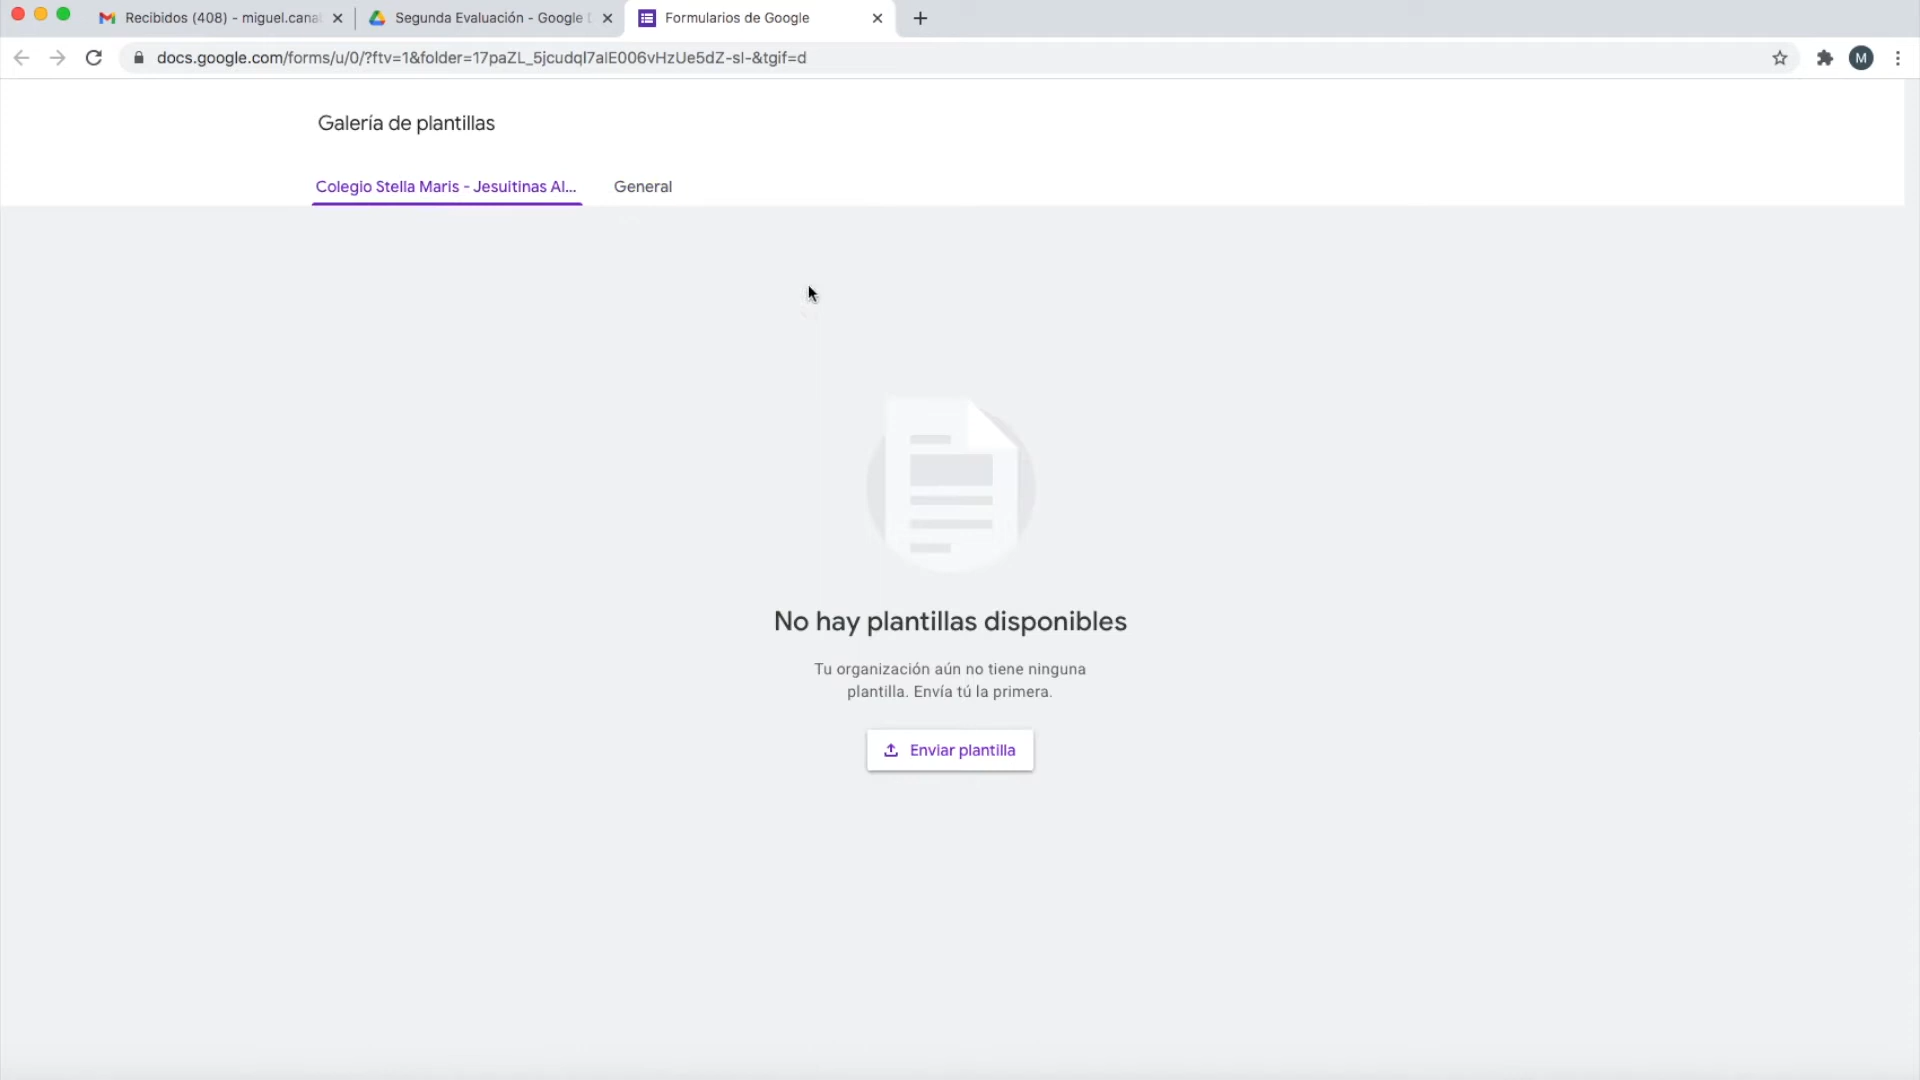 Recibidos (408) - miguel.cana
Segunda Evaluación - Google D
Formularios de Google
docs.google.com/forms/u/0/?ftv=1&folder=17paZL_5jcudqI7aIE006vHzUe5dZ-sI-&tgif=d
M
Galería de plantillas
Colegio Stella Maris - Jesuitinas Al...
General
No hay plantillas disponibles
Tu organización aún no tiene ninguna
plantilla. Envía tú la primera.
Enviar plantilla